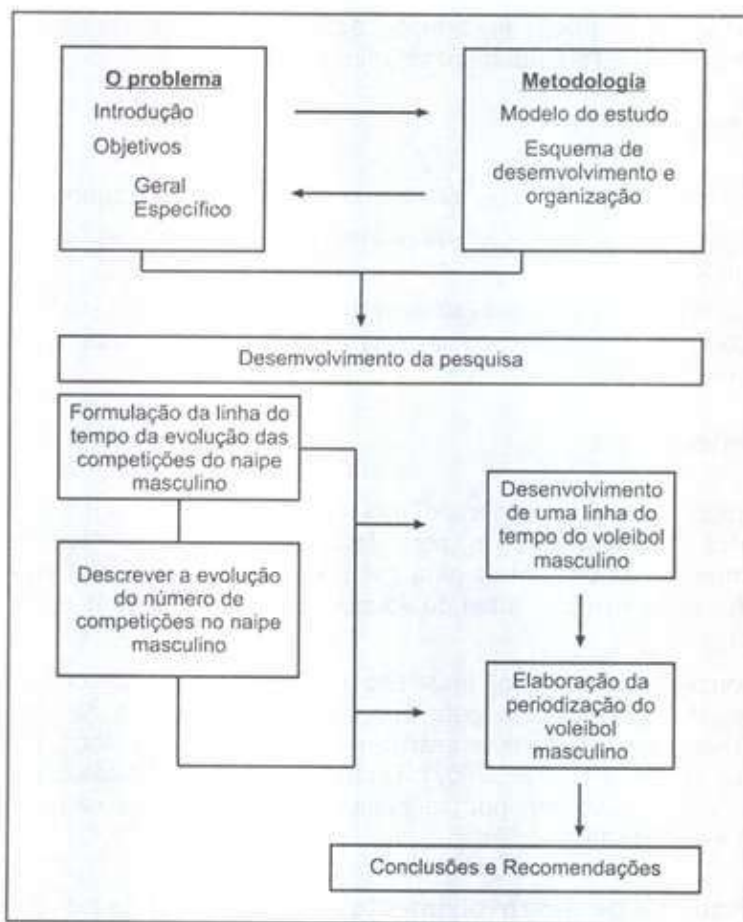 O problema
Introdução
Objetivos
Geral
Específico
Metodologia
Modelo do estudo
Esquema de
desemvolvimento e
organização
Desemvolvimento da pesquisa
Formulação da linha do
tempo da evolução das
competições do naipe
masculino
Descrever a evolução
do número de
competições no naipe
masculino
Desenvolvimento
de uma linha do
tempo do voleibol
masculino
Elaboração da
periodização do
voleibol
masculino
Conclusões e Recomendações